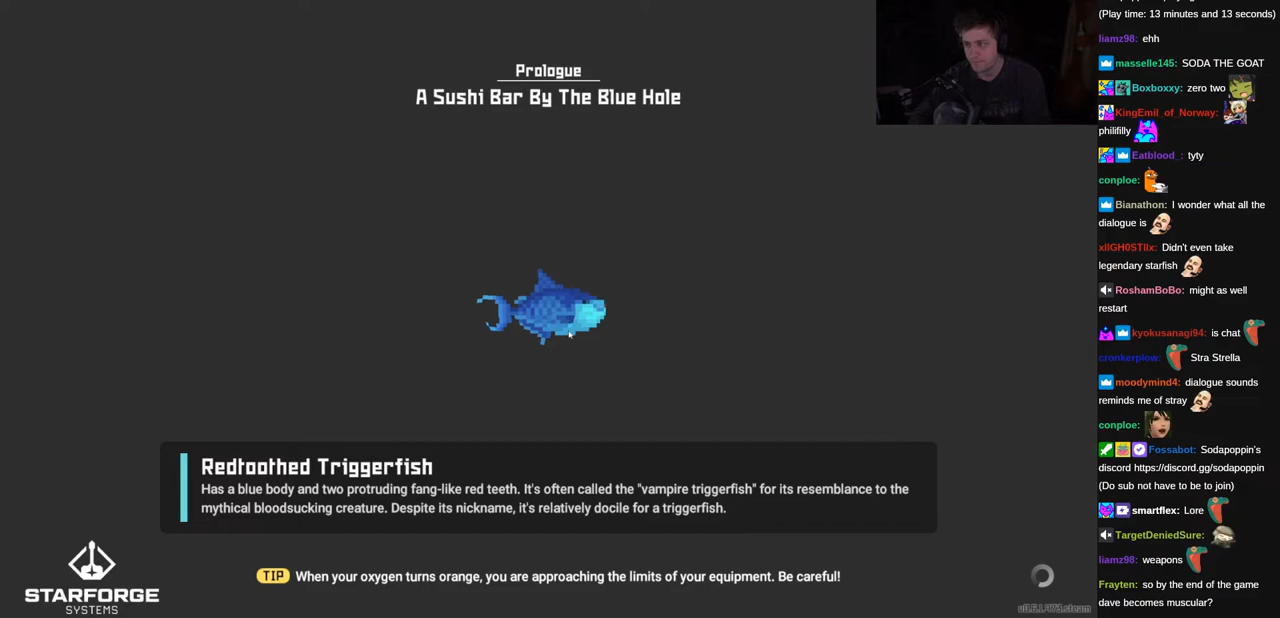 Prologue
A Sushi Bar By The Blue Hole
Redtoothed Triggerfish
Has a blue body and two protruding fang-like red teeth. It's often called the "vampire triggerfish" for its resemblance to the
mythical bloodsucking creature. Despite its nickname, it's relatively docile for a triggerfish.
TIP When your oxygen turns orange, you are approaching the limits of your equipment. Be careful!
STARFORGE
SYSTEMS
(Play time: 13 minutes and 13 seconds)
liamz98: ehh
masselle145: SODA THE GOAT
Boxboxxy: zero two
KingEmil_of_Norway:
philifilly
Eatblood_: tyty
conploe:
Bianathon: I wonder what all the
dialogue is
Didn't even take
legendary starfish
RoshamBoBo: might as well
restart
kyokusanagi94: is chat
cronkerplow: Stra Strella
moodymind4: dialogue sounds
reminds me of stray
conploe:
Fossabot: Sodapoppin's
discord https://discord.gg/sodapoppin
(Do sub not have to be to join)
smartflex: Lore
TargetDeniedSure:
liamz98: weapons
Frayten: so by the end of the game
dave becomes muscular?